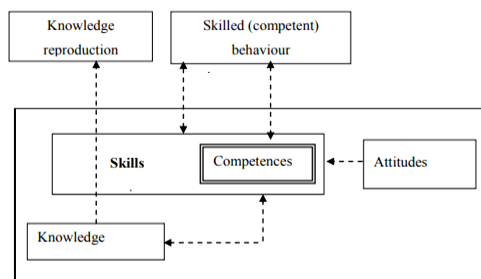 Knowledge
reproduction
Skilled (competent)
behaviour
Skills
Competences
Attitudes
Knowledge